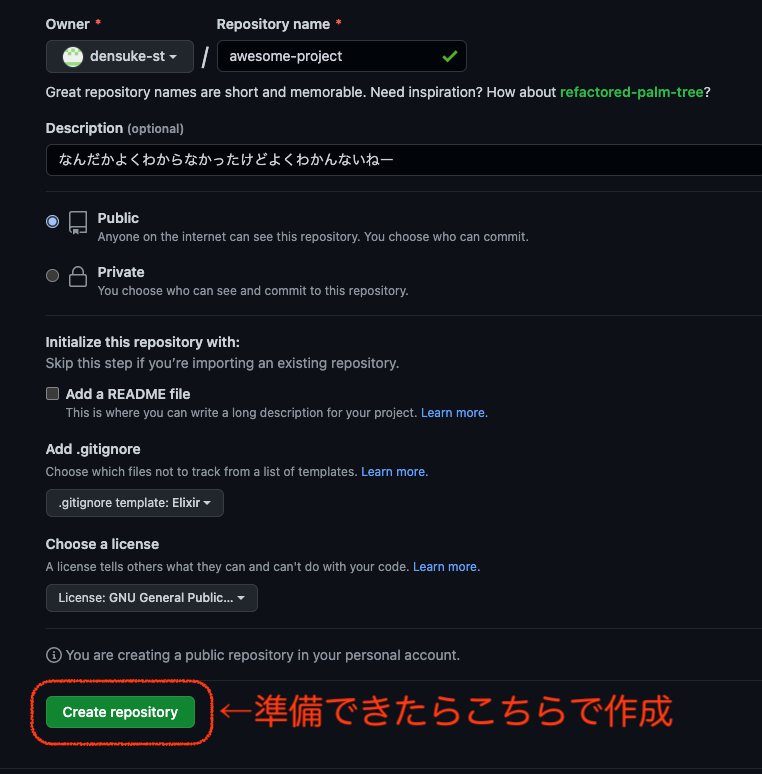 Owner * Repository name *
densuke-st / awesome-project
Great repository names are short and memorable. Need inspiration? How about refactored-palm-tree?
Description (optional)
なんだかよくわからなかったけどよくわかんないねー
Public
Anyone on the internet can see this repository. You choose who can commit.
Private
You choose who can see and commit to this repository.
Initialize this repository with:
Skip this step if you’re importing an existing repository.
Add a README file
This is where you can write a long description for your project. Learn more.
Add .gitignore
Choose which files not to track from a list of templates. Learn more.
.gitignore template: Elixir
Choose a license
A license tells others what they can and can't do with your code. Learn more.
License: GNU General Public...
You are creating a public repository in your personal account.
Create repository ←準備できたらこちらで作成